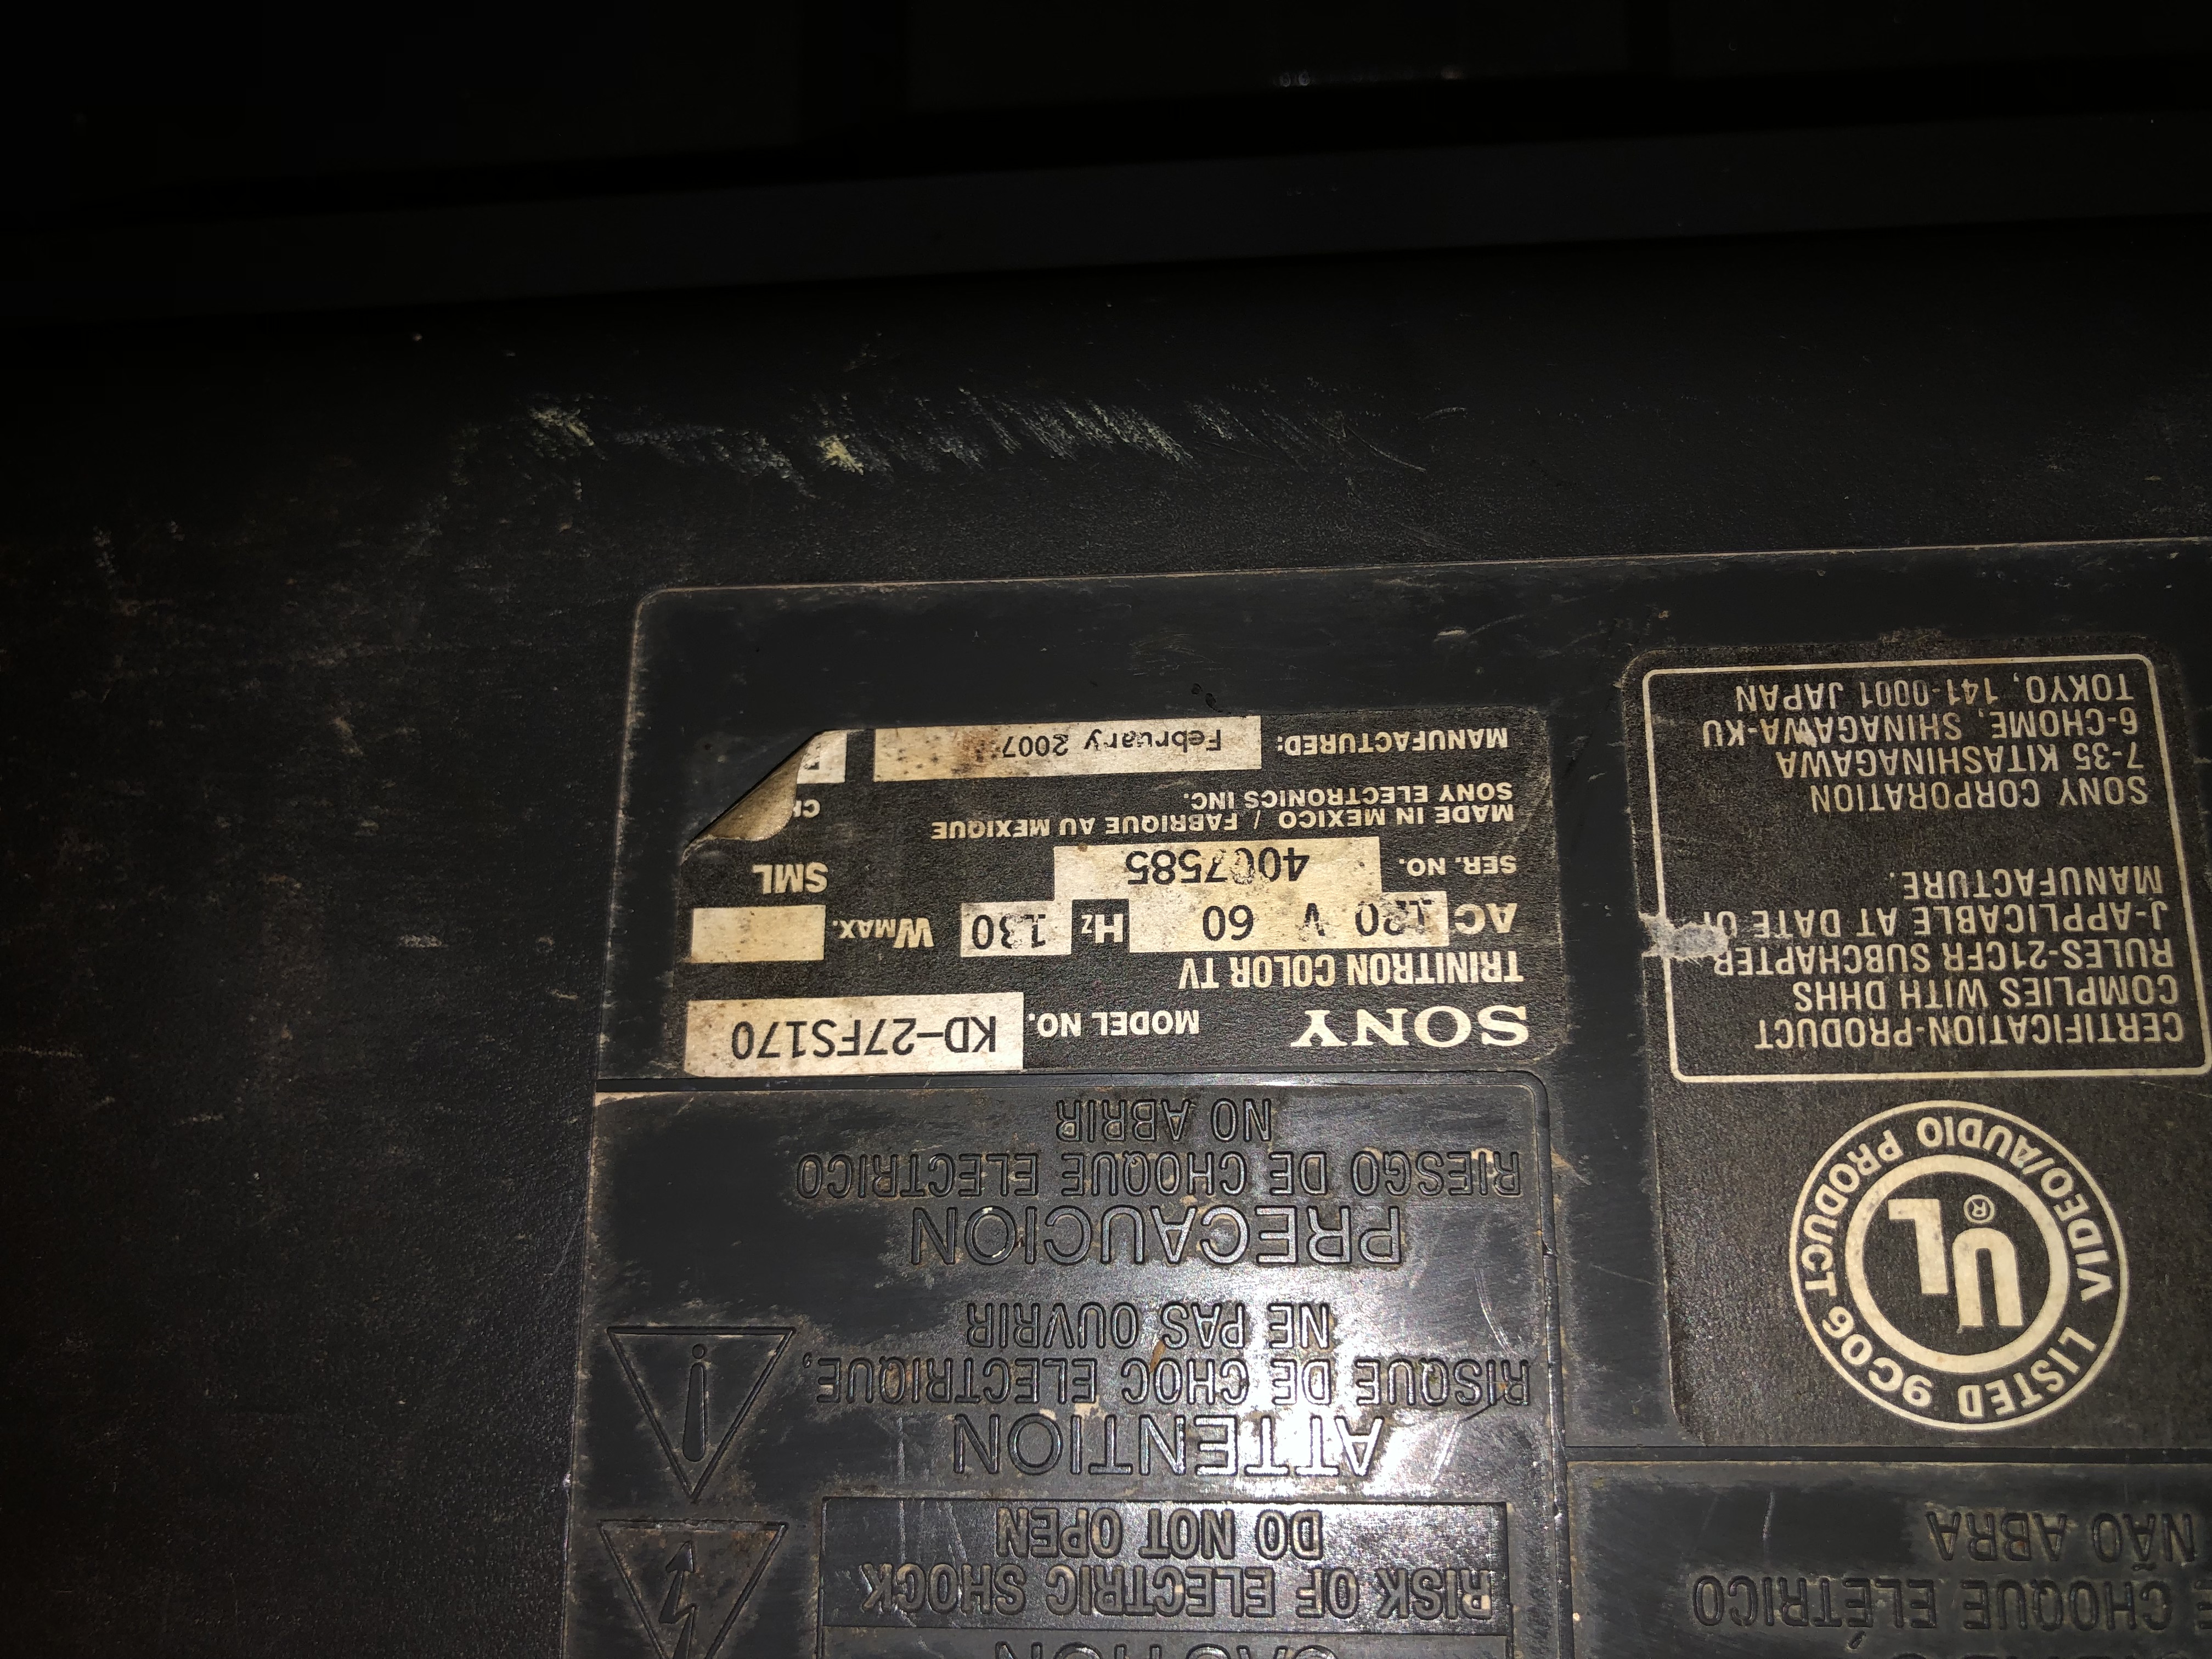 SONY MODEL NO. KD-27FS170
TRINITRON COLOR TV
AC 120 V 60 Hz 130 WMAX.
SER. NO. 4007585 SML
MADE IN MEXICO / FABRIQUE AU MEXIQUE
SONY ELECTRONICS INC.
MANUFACTURED: February 2007
UL ®
LISTED 9C06
VIDEO/AUDIO PRODUCT
CERTIFICATION-PRODUCT
COMPLIES WITH DHHS
RULES-21CFR SUBCHAPTER
J-APPLICABLE AT DATE OF
MANUFACTURE.
SONY CORPORATION
7-35 KITASHINAGAWA
6-CHOME, SHINAGAWA-KU
TOKYO, 141-0001 JAPAN
CAUTION
RISK OF ELECTRIC SHOCK
DO NOT OPEN
ATTENTION
RISQUE DE CHOC ELECTRIQUE,
NE PAS OUVRIR
PRECAUCION
RIESGO DE CHOQUE ELECTRICO
NO ABRIR
CHOQUE ELÉTRICO
NÃO ABRA